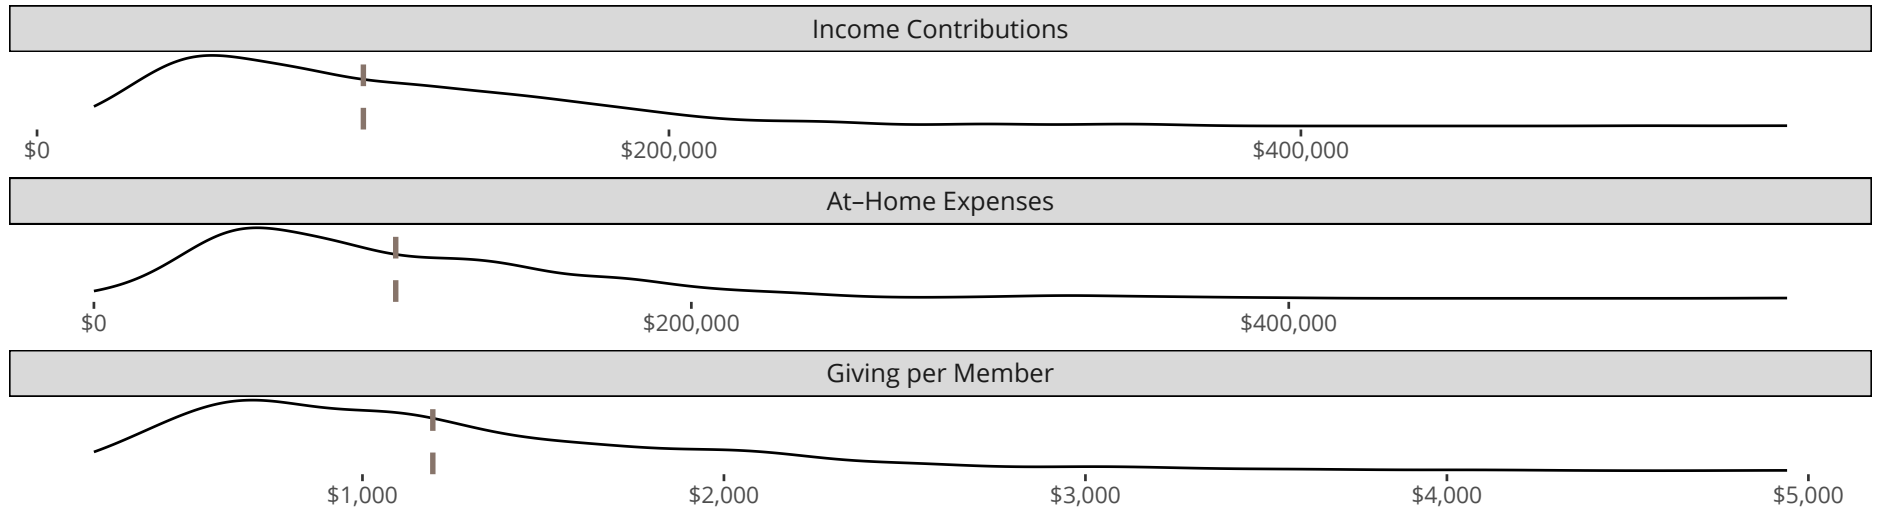 Income Contributions
$0 $200,000 $400,000
At–Home Expenses
$0 $200,000 $400,000
Giving per Member
$1,000 $2,000 $3,000 $4,000 $5,000